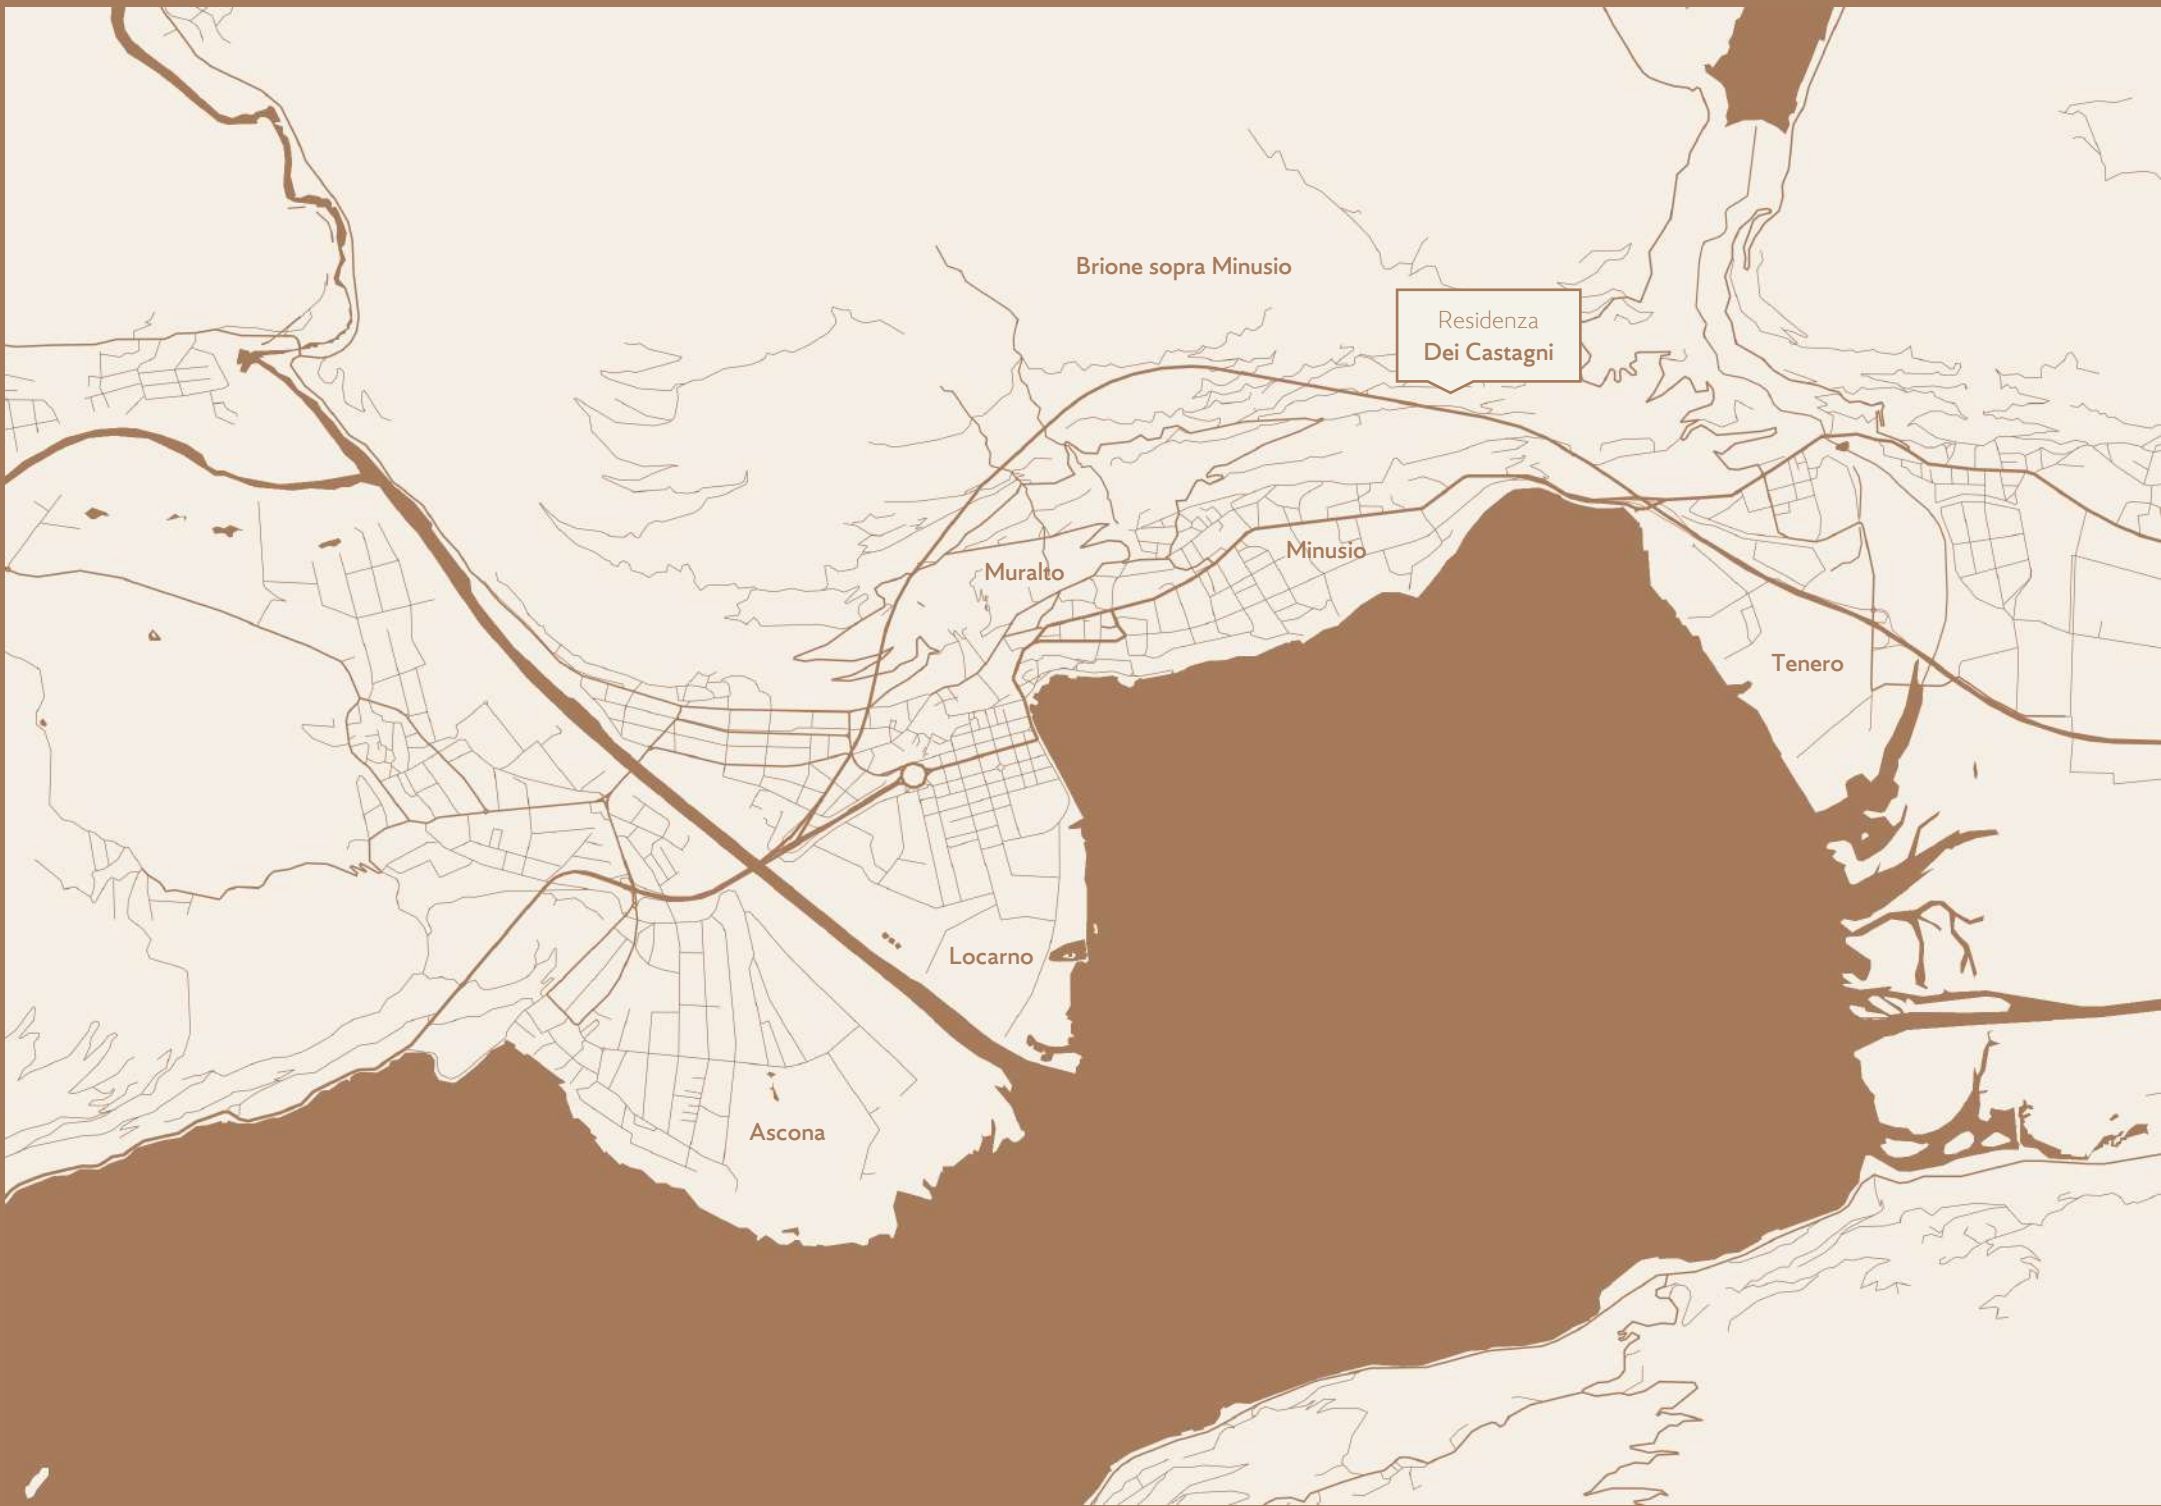 Brione sopra Minusio
Residenza
Dei Castagni
Minusio
Muralto
Tenero
Locarno
Ascona